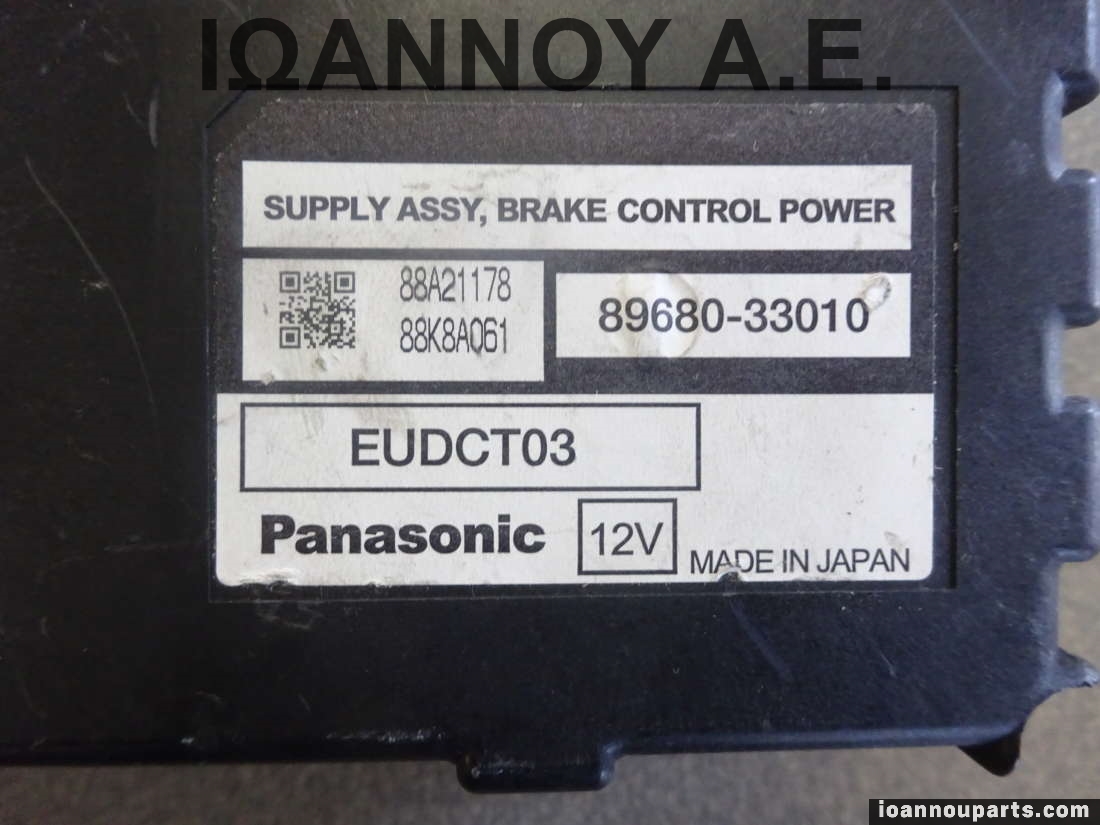 ΙΩΑΝΝΟΥ Α.Ε.
SUPPLY ASSY, BRAKE CONTROL POWER
88A21178
88K8A061
89680-33010
EUDCT03
Panasonic
12V
MADE IN JAPAN
ioannouparts.com